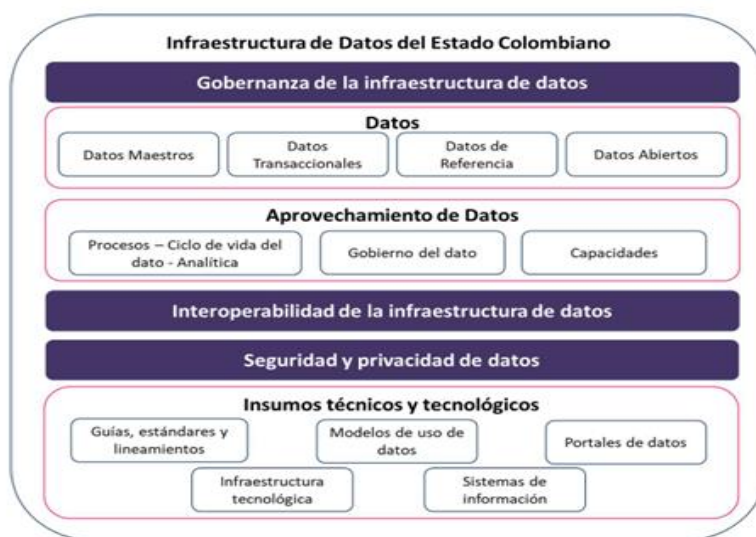 Infraestructura de Datos del Estado Colombiano
Gobernanza de la infraestructura de datos
Datos
Datos Maestros
Datos
Transaccionales
Datos de
Referencia
Datos Abiertos
Aprovechamiento de Datos
Procesos – Ciclo de vida del
dato - Analítica
Gobierno del dato
Capacidades
Interoperabilidad de la infraestructura de datos
Seguridad y privacidad de datos
Insumos técnicos y tecnológicos
Guías, estándares y
lineamientos
Modelos de uso de
datos
Portales de datos
Infraestructura
tecnológica
Sistemas de
información